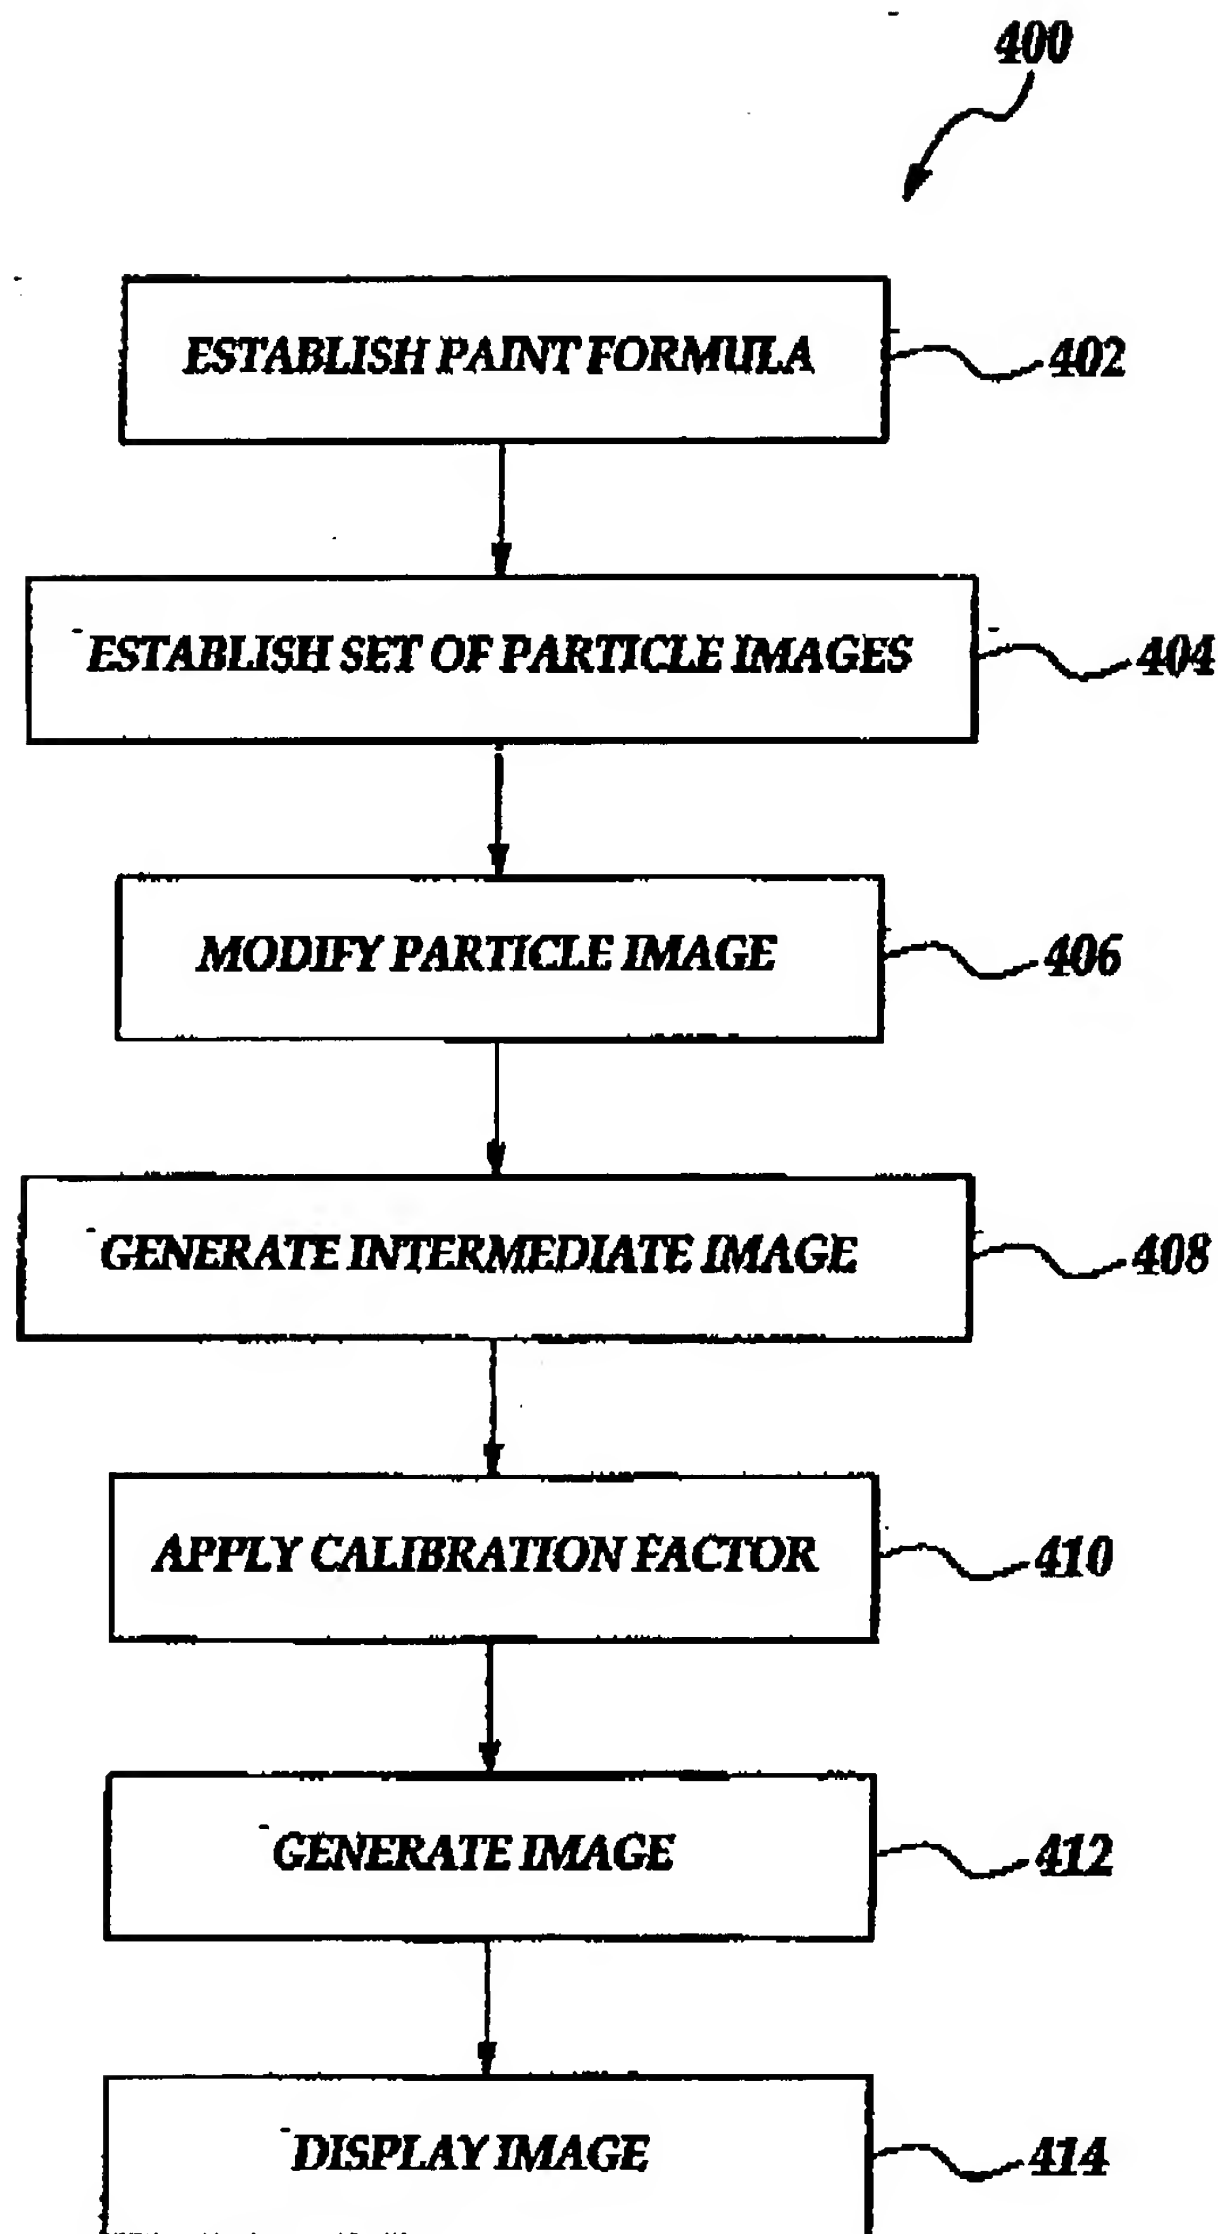 400
ESTABLISH PAINT FORMULA
402
ESTABLISH SET OF PARTICLE IMAGES
404
MODIFY PARTICLE IMAGE
406
GENERATE INTERMEDIATE IMAGE
408
APPLY CALIBRATION FACTOR
410
GENERATE IMAGE
412
DISPLAY IMAGE
414